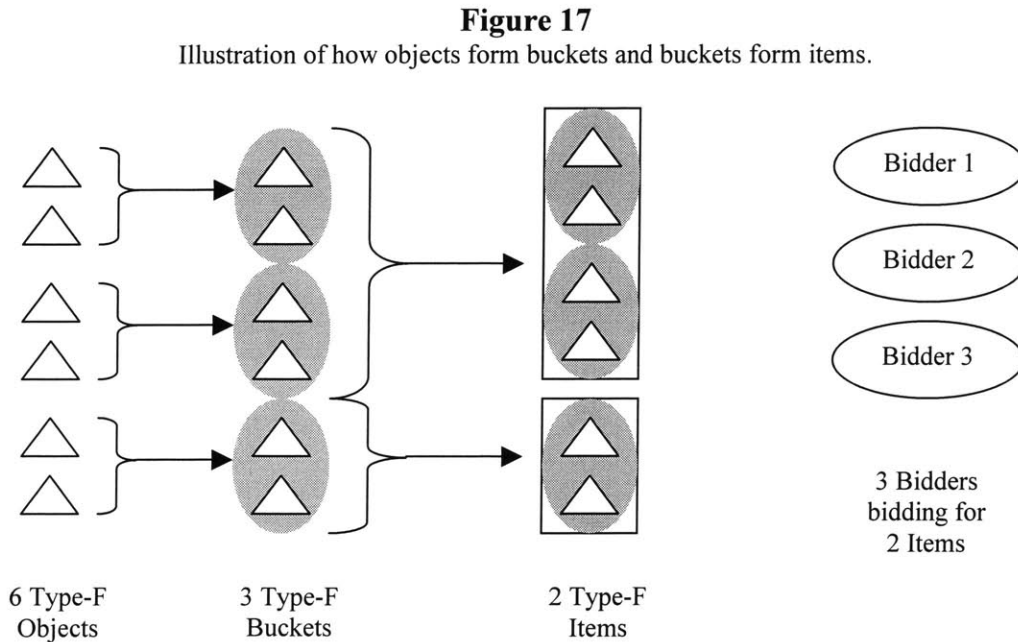 Figure 17
Illustration of how objects form buckets and buckets form items.
Bidder 1
Bidder 2
Bidder 3
3 Bidders
bidding for
2 Items
6 Type-F
Objects
3 Type-F
Buckets
2 Type-F
Items